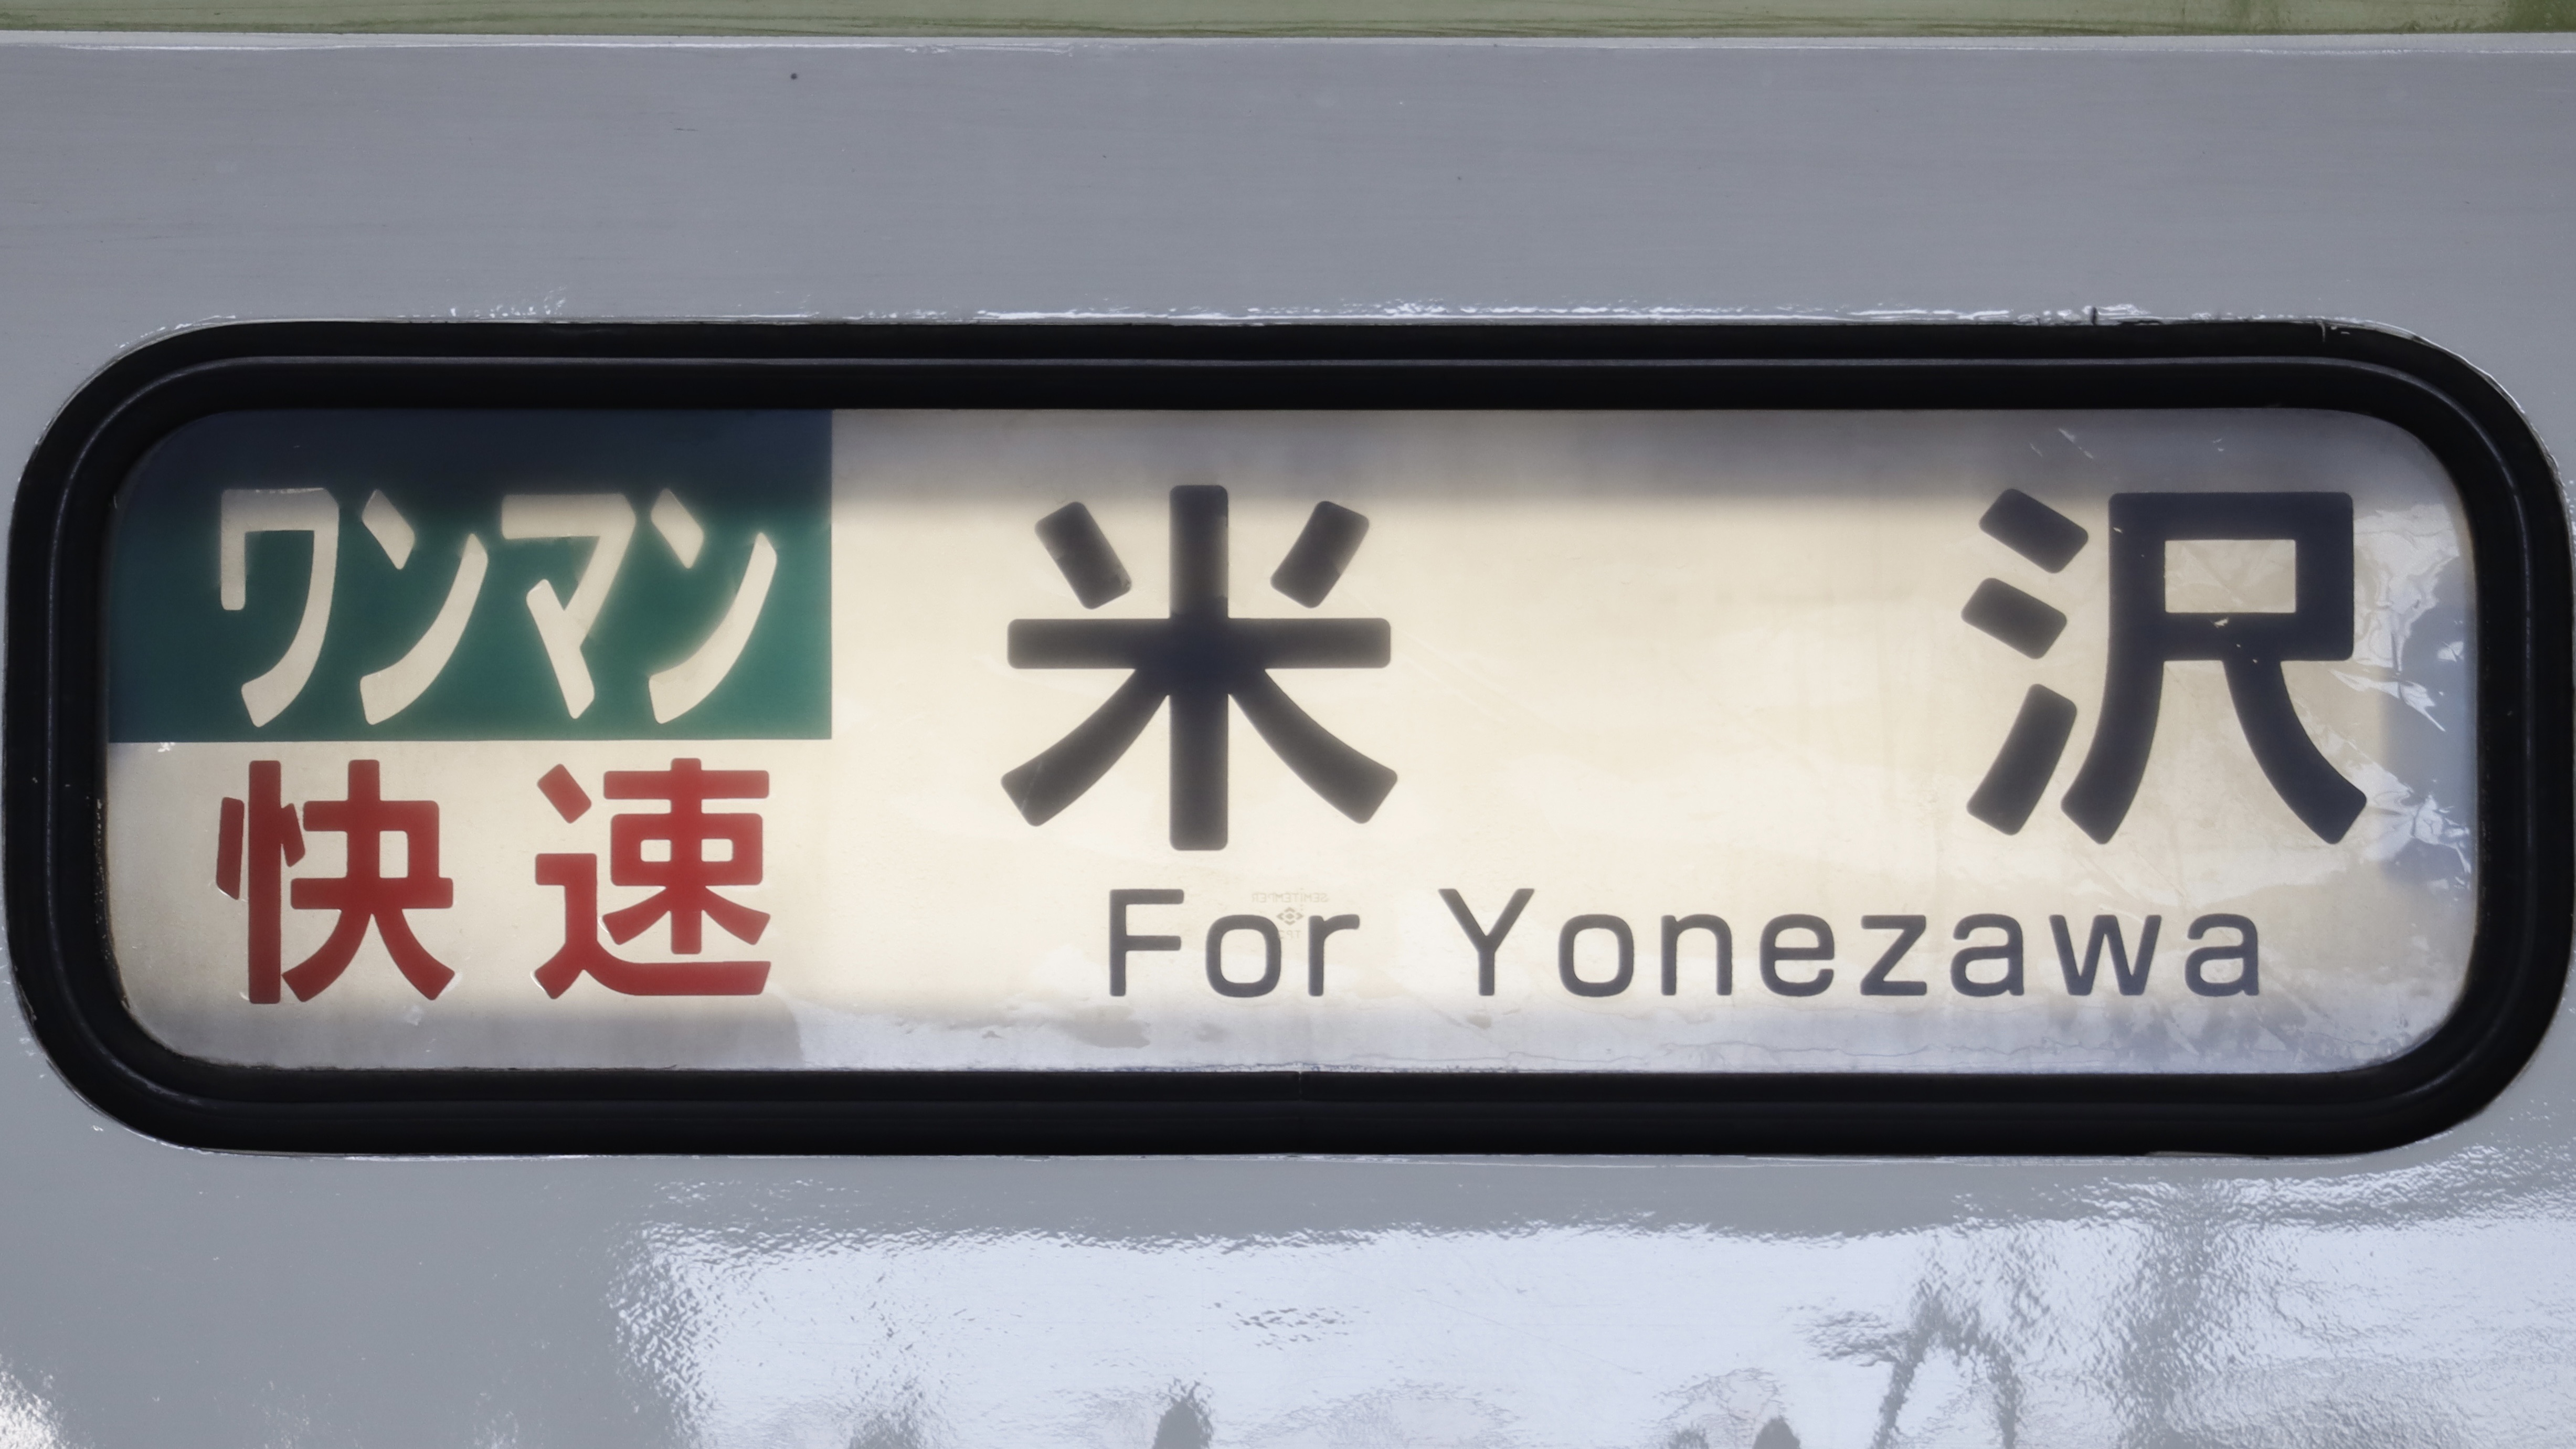 ワンマン
快速
米沢
For Yonezawa